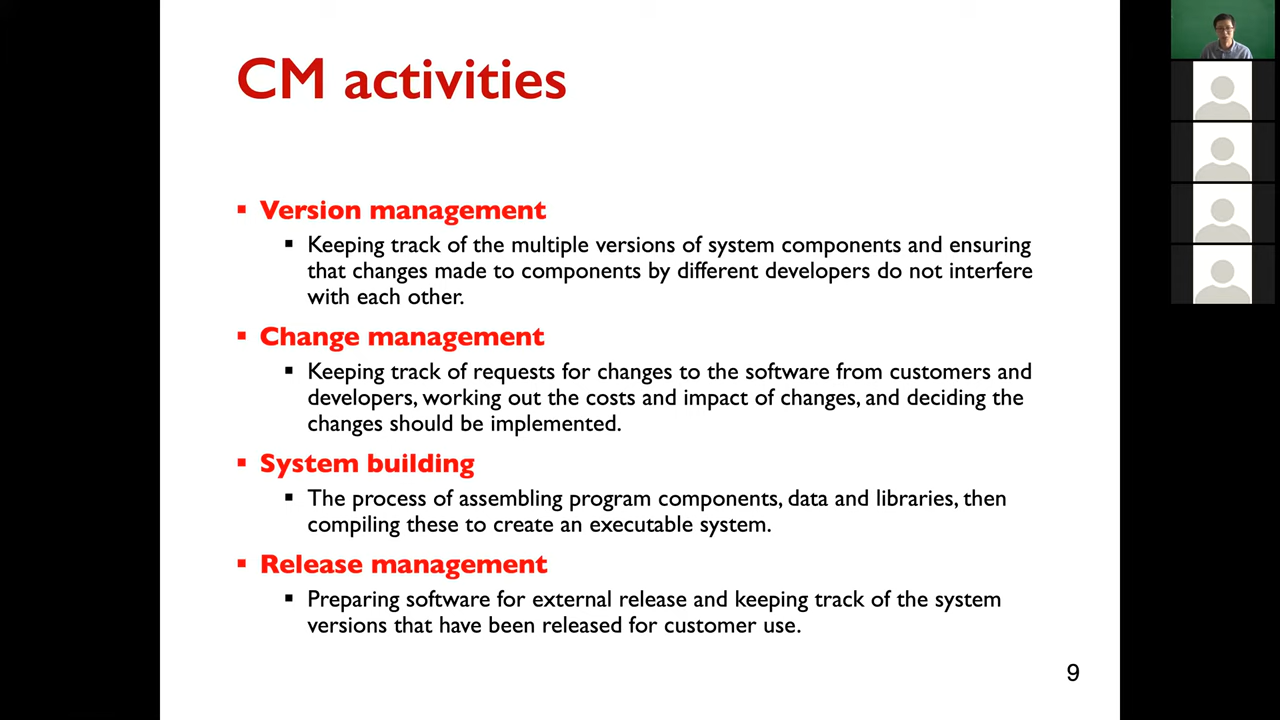 CM activities
▪ Version management
▪ Keeping track of the multiple versions of system components and ensuring
that changes made to components by different developers do not interfere
with each other.
▪ Change management
▪ Keeping track of requests for changes to the software from customers and
developers, working out the costs and impact of changes, and deciding the
changes should be implemented.
▪ System building
▪ The process of assembling program components, data and libraries, then
compiling these to create an executable system.
▪ Release management
▪ Preparing software for external release and keeping track of the system
versions that have been released for customer use.
9